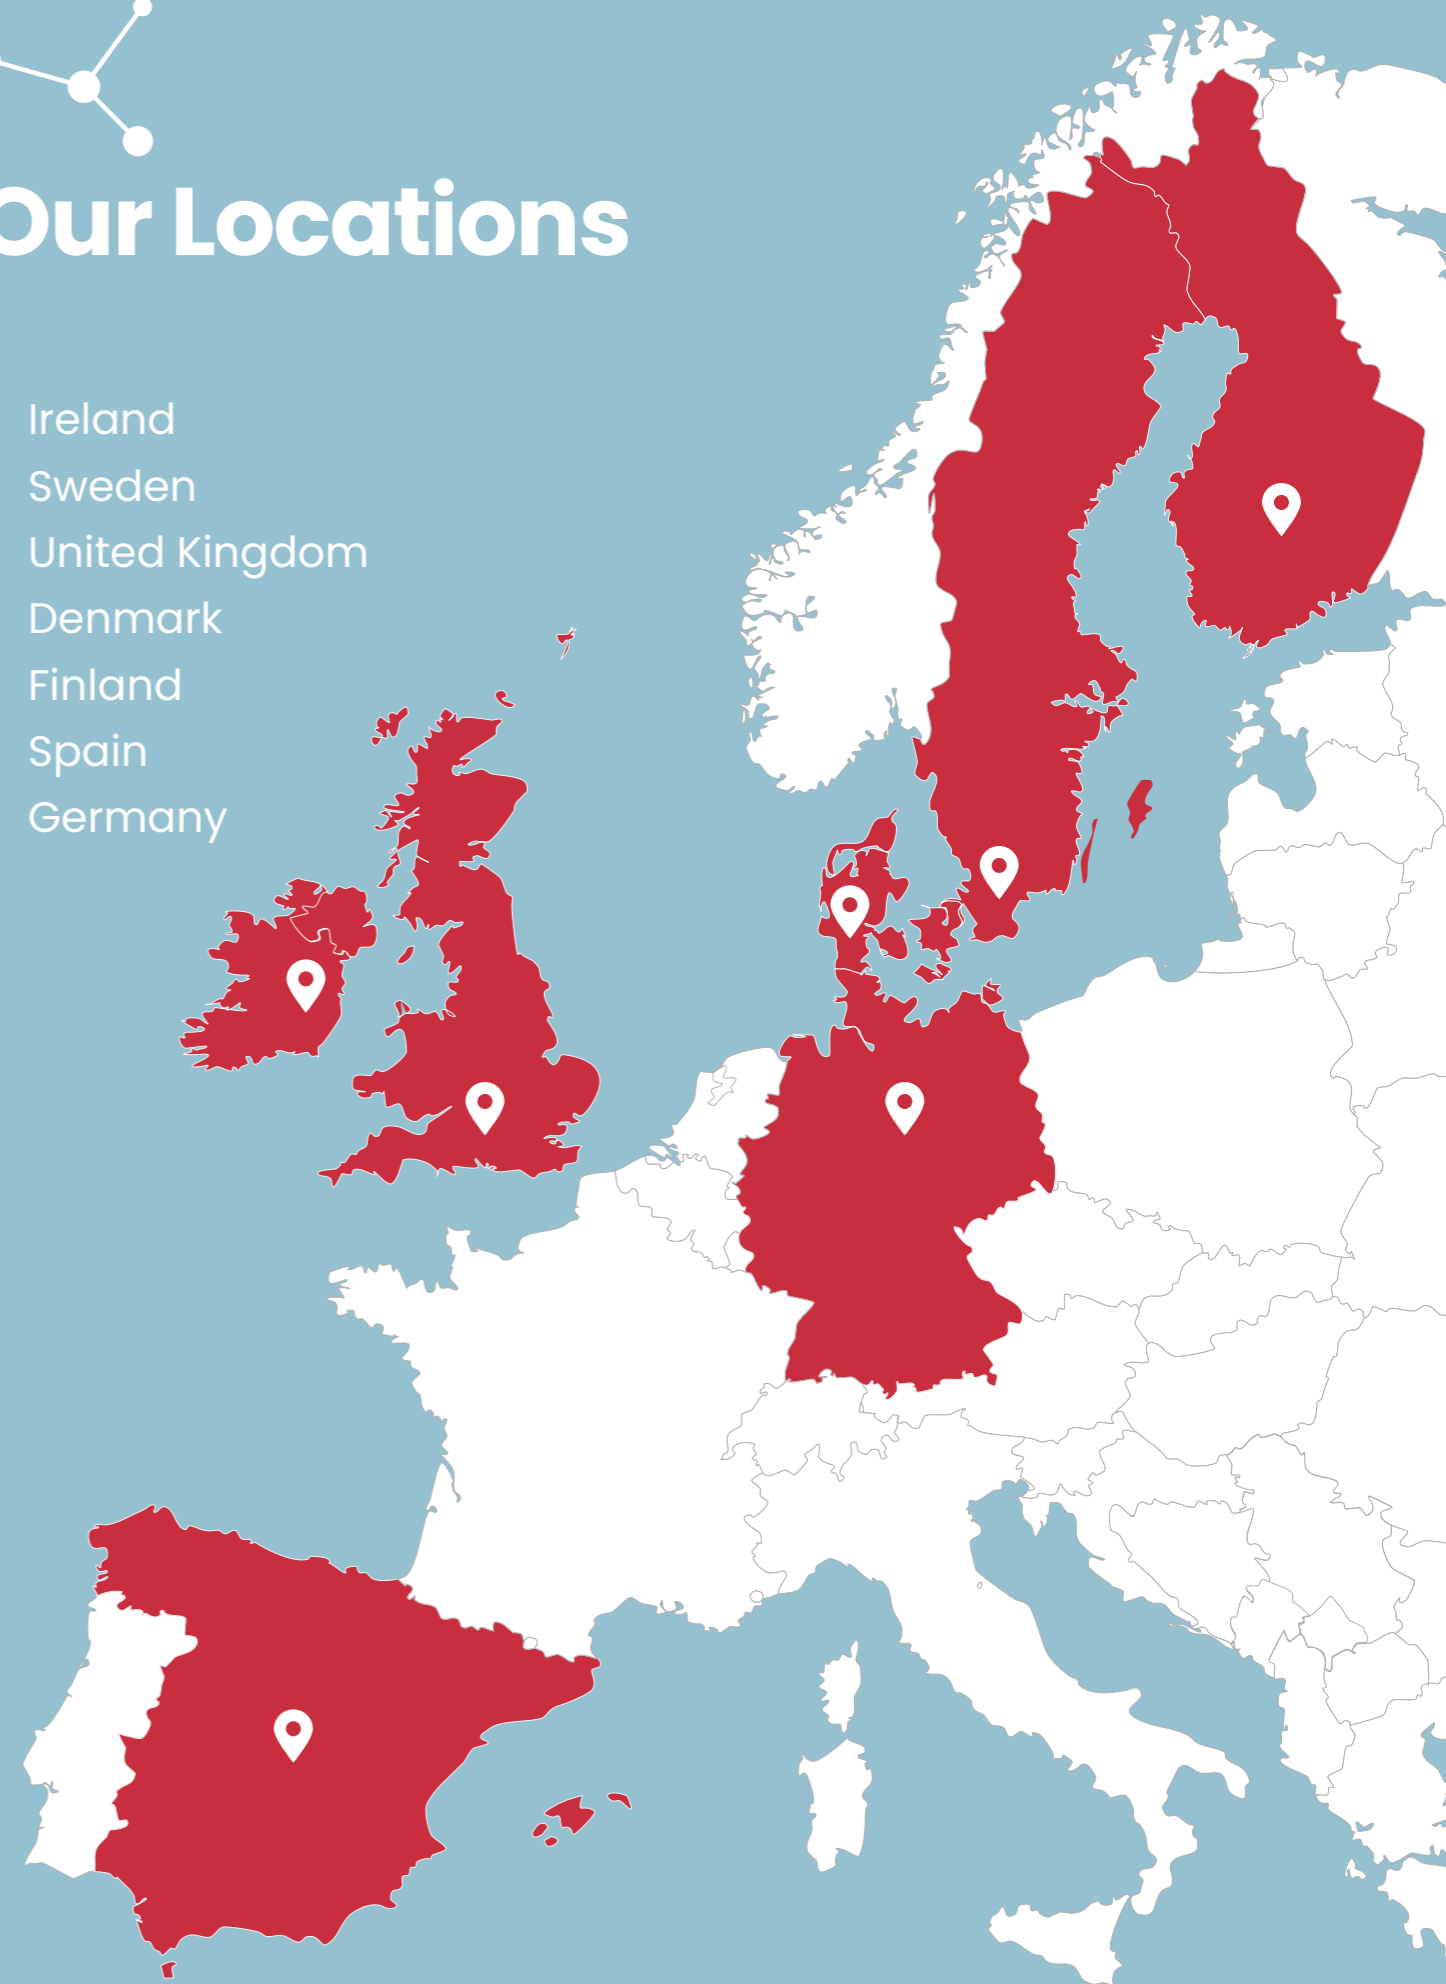 Our Locations
Ireland
Sweden
United Kingdom
Denmark
Finland
Spain
Germany